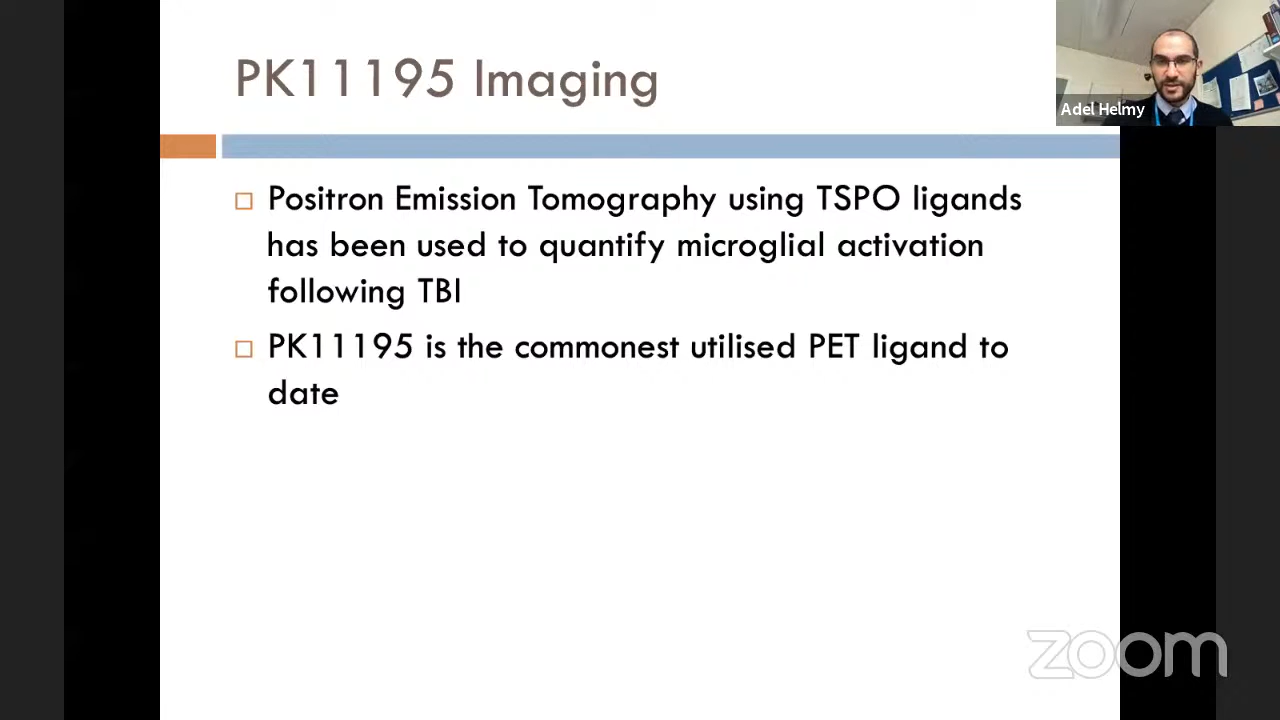 PK11195 Imaging
Adel Helmy
Positron Emission Tomography using TSPO ligands
has been used to quantify microglial activation
following TBI
PK11195 is the commonest utilised PET ligand to
date
zoom